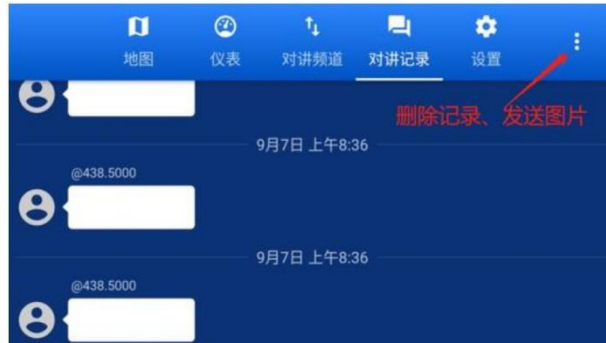 地图 仪表 对讲频道 对讲记录 设置
删除记录、发送图片
9月7日 上午8:36
@438.5000
9月7日 上午8:36
@438.5000